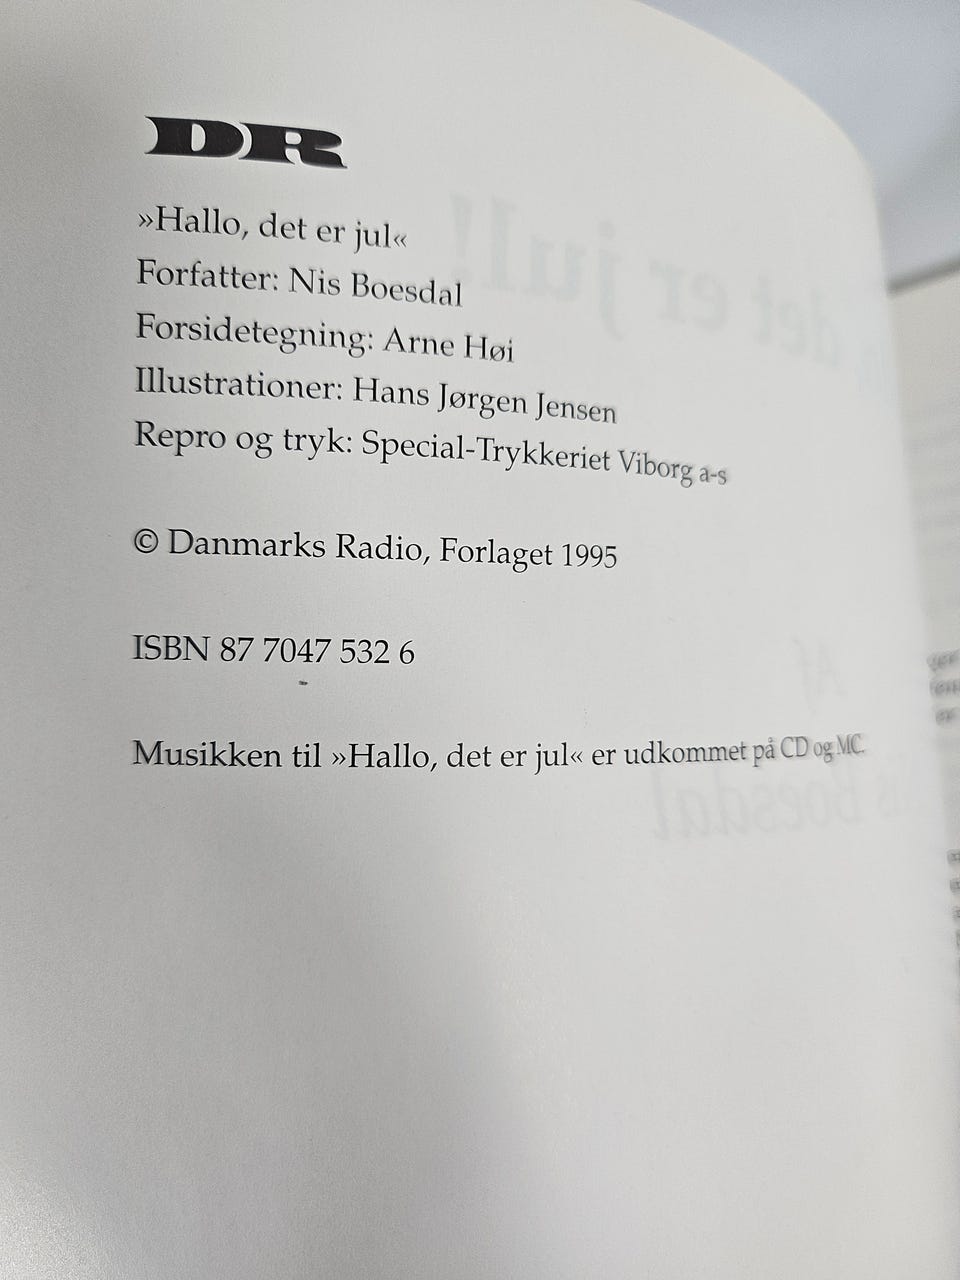 DR
»Hallo, det er jul«
Forfatter: Nis Boesdal
Forsidetegning: Arne Høi
Illustrationer: Hans Jørgen Jensen
Repro og tryk: Special-Trykkeriet Viborg a-s
© Danmarks Radio, Forlaget 1995
ISBN 87 7047 532 6
Musikken til »Hallo, det er jul« er udkommet på CD og MC.